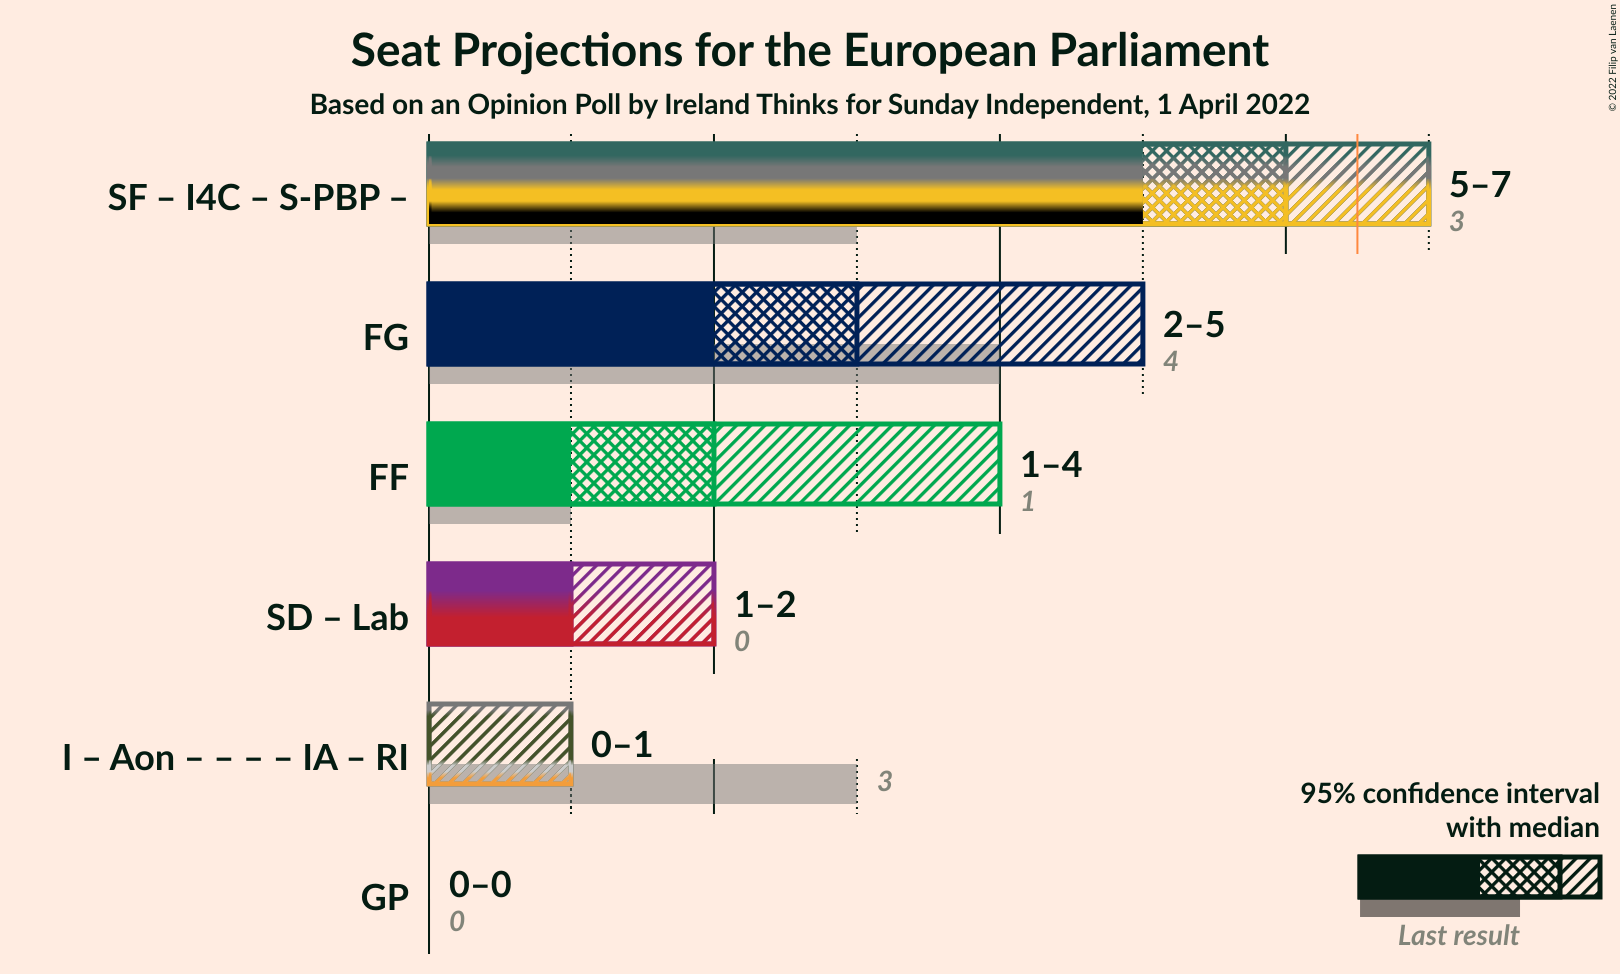 Seat Projections for the European Parliament
Based on an Opinion Poll by Ireland Thinks for Sunday Independent, 1 April 2022
© 2022 Filip van Laenen
SF – I4C – S-PBP –
5–7
3
FG
2–5
4
FF
1–4
1
SD – Lab
1–2
0
I – Aon – – – – IA – RI
0–1
3
GP
0–0
0
95% confidence interval
with median
Last result